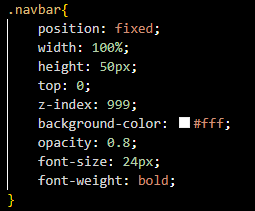 .navbar{
position: fixed;
width: 100%;
height: 50px;
top: 0;
z-index: 999;
background-color: #fff;
opacity: 0.8;
font-size: 24px;
font-weight: bold;
}